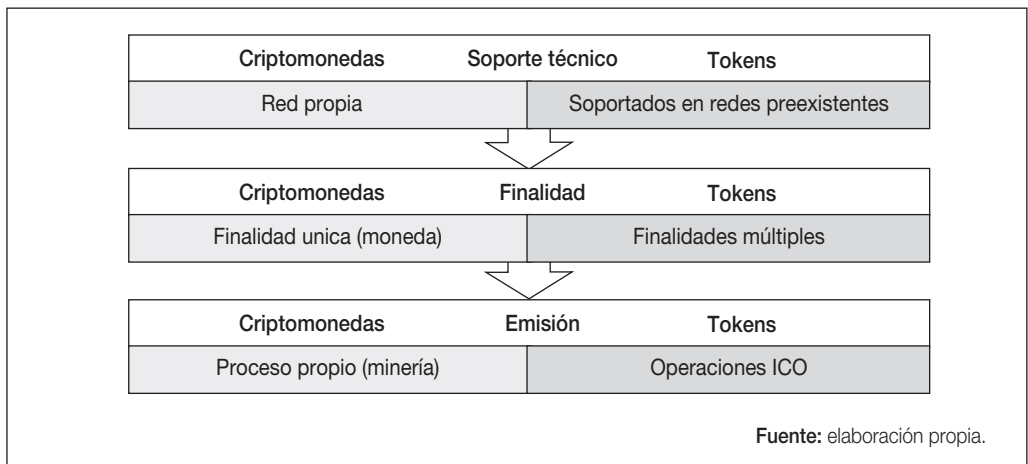 Criptomonedas Soporte técnico Tokens
Red propia Soportados en redes preexistentes
Criptomonedas Finalidad Tokens
Finalidad unica (moneda) Finalidades múltiples
Criptomonedas Emisión Tokens
Proceso propio (minería) Operaciones ICO
Fuente: elaboración propia.